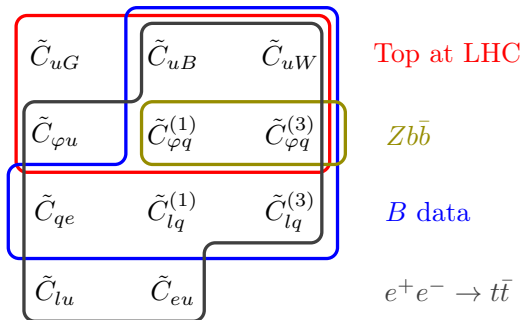 C̃_{uG} C̃_{uB} C̃_{uW} Top at LHC
C̃_{φu} C̃_{φq}^{(1)} C̃_{φq}^{(3)} Zbb̄
C̃_{qe} C̃_{lq}^{(1)} C̃_{lq}^{(3)} B data
C̃_{lu} C̃_{eu} e⁺e⁻ → tt̄